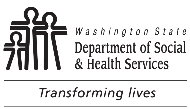 Washington State
Department of Social
& Health Services
Transforming lives